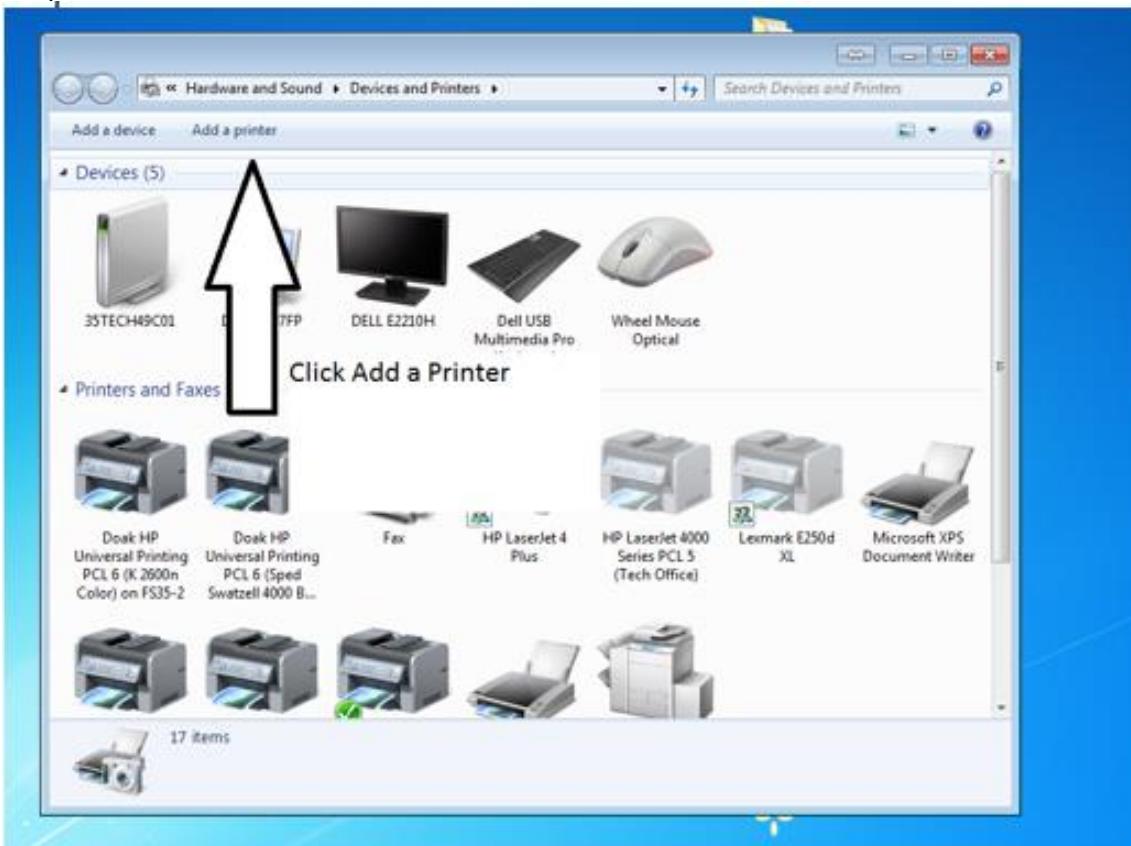 « Hardware and Sound ▸ Devices and Printers ▸
Search Devices and Printers
Add a device Add a printer
Devices (5)
35TECH49C01
7FP
DELL E2210H
Dell USB
Multimedia Pro
Wheel Mouse
Optical
Click Add a Printer
Printers and Faxes
Doak HP
Universal Printing
PCL 6 (K 2600n
Color) on FS35-2
Doak HP
Universal Printing
PCL 6 (Sped
Swatzell 4000 B...
Fax
HP LaserJet 4
Plus
HP LaserJet 4000
Series PCL 5
(Tech Office)
Lexmark E250d
XL
Microsoft XPS
Document Writer
17 items